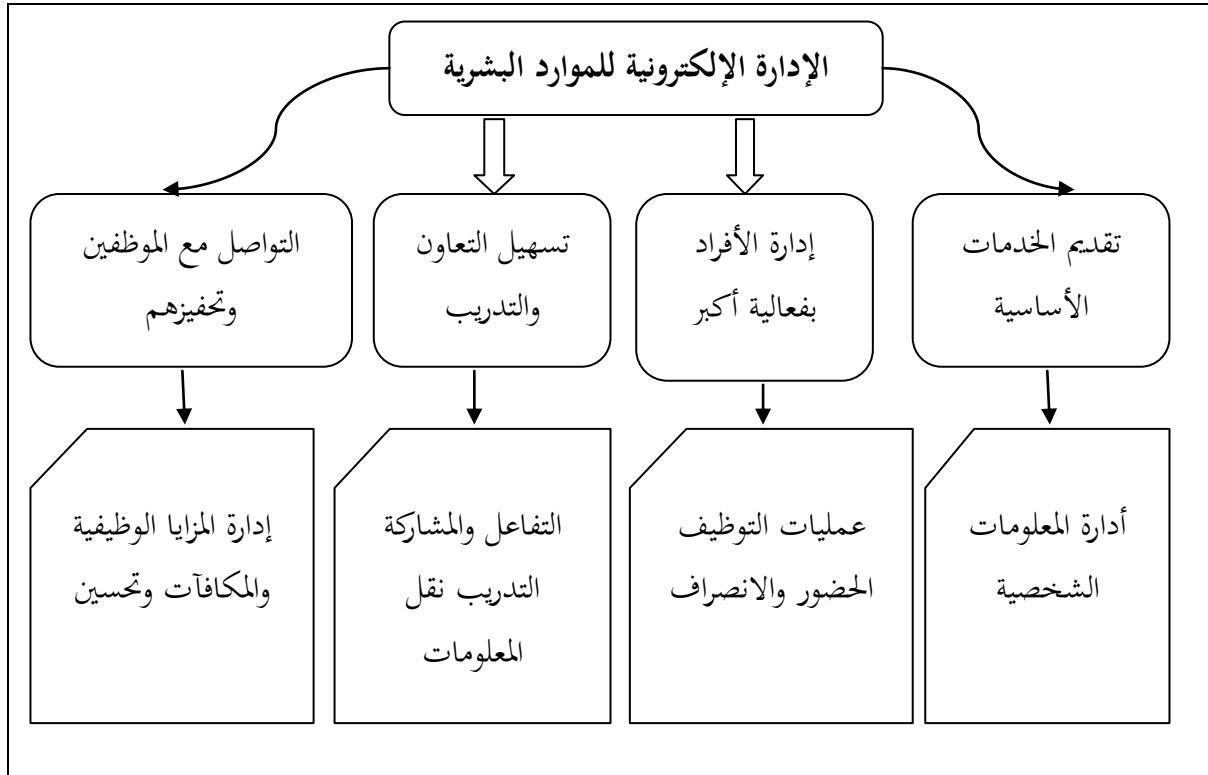 الإدارة الإلكترونية للموارد البشرية
تقديم الخدمات
الأساسية
إدارة الأفراد
بفعالية أكبر
تسهيل التعاون
والتدريب
التواصل مع الموظفين
وتحفيزهم
أدارة المعلومات
الشخصية
عمليات التوظيف
الحضور والانصراف
التفاعل والمشاركة
التدريب نقل
المعلومات
إدارة المزايا الوظيفية
والمكافآت وتحسين